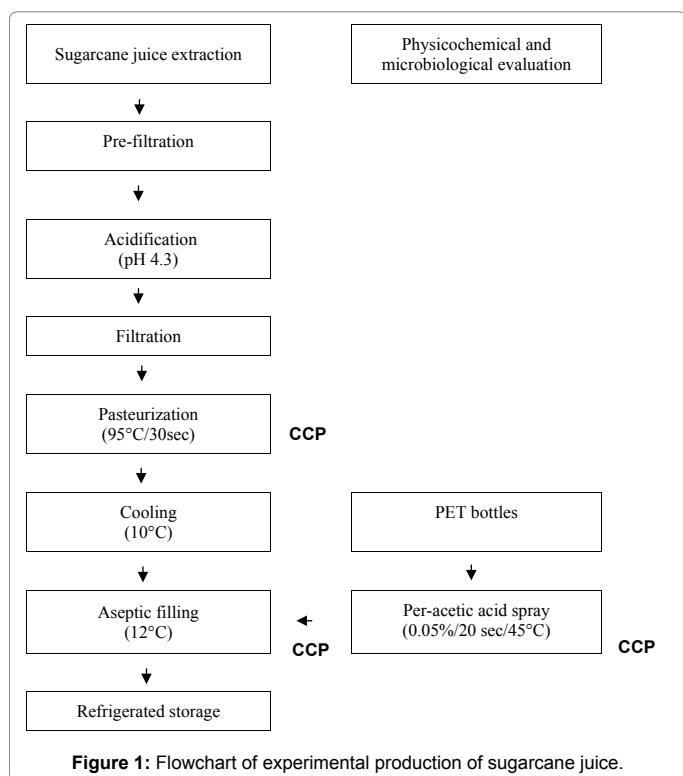 Sugarcane juice extraction
Physicochemical and
microbiological evaluation
Pre-filtration
Acidification
(pH 4.3)
Filtration
Pasteurization
(95°C/30sec)
CCP
Cooling
(10°C)
PET bottles
Aseptic filling
(12°C)
CCP
Per-acetic acid spray
(0.05%/20 sec/45°C)
CCP
Refrigerated storage
Figure 1: Flowchart of experimental production of sugarcane juice.